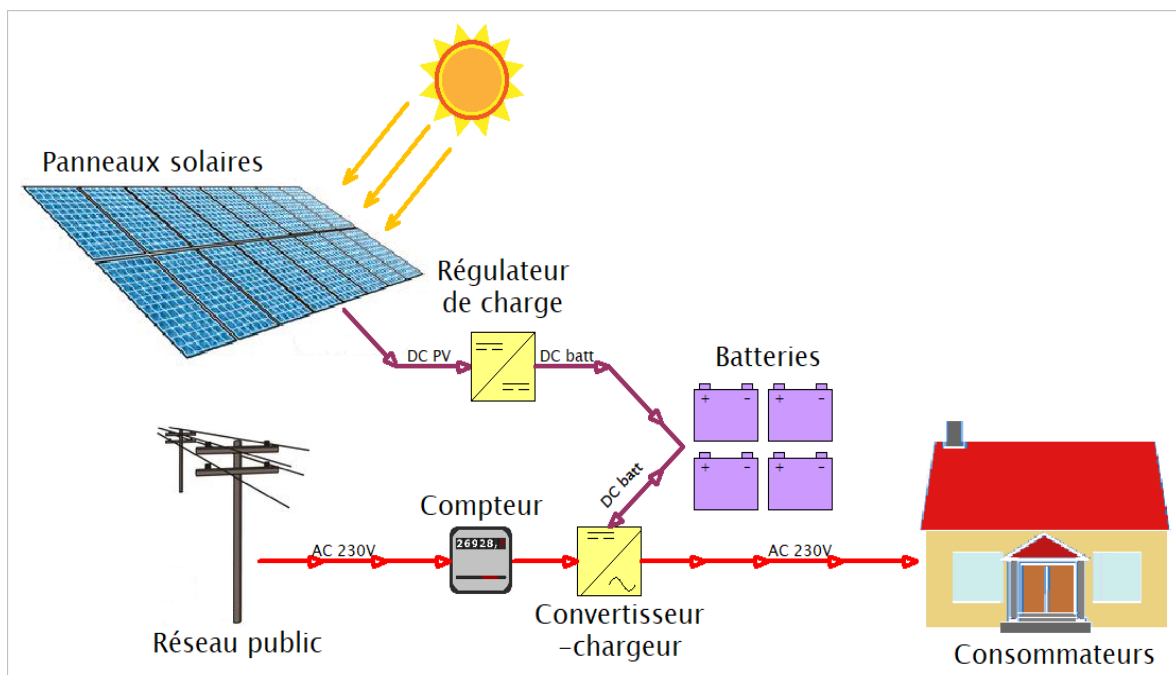 Panneaux solaires
Régulateur
de charge
DC PV
DC batt
Batteries
+ -
+ -
+ -
+ -
DC batt
Compteur
26928,
AC 230V
AC 230V
Réseau public
Convertisseur
-chargeur
Consommateurs